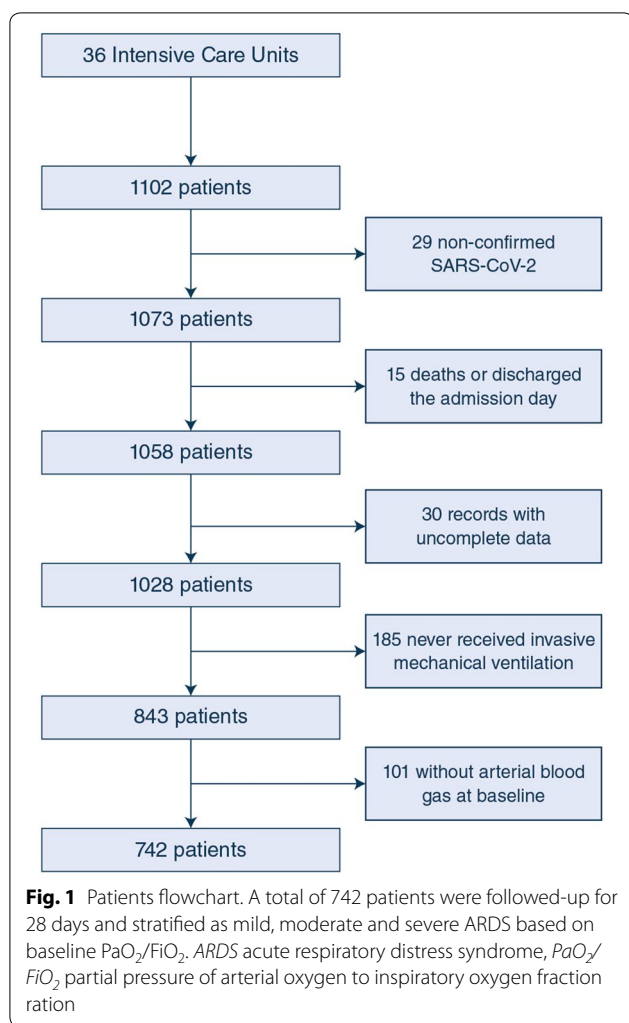 36 Intensive Care Units
1102 patients
29 non-confirmed
SARS-CoV-2
1073 patients
15 deaths or discharged
the admission day
1058 patients
30 records with
uncomplete data
1028 patients
185 never received invasive
mechanical ventilation
843 patients
101 without arterial blood
gas at baseline
742 patients
Fig. 1 Patients flowchart. A total of 742 patients were followed-up for
28 days and stratified as mild, moderate and severe ARDS based on
baseline PaO₂/FiO₂. ARDS acute respiratory distress syndrome, PaO₂/
FiO₂ partial pressure of arterial oxygen to inspiratory oxygen fraction
ration